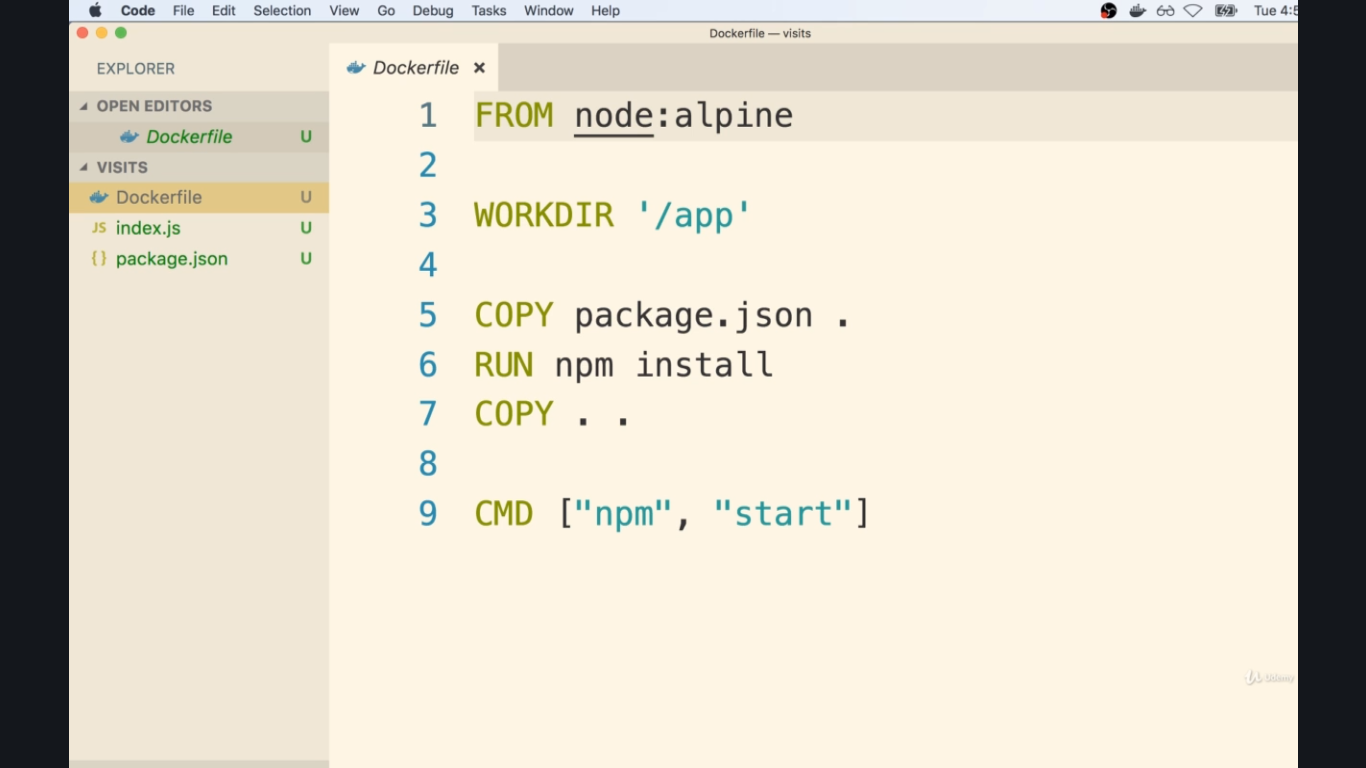 Code File Edit Selection View Go Debug Tasks Window Help
Dockerfile — visits
EXPLORER
OPEN EDITORS
Dockerfile U
VISITS
Dockerfile U
JS index.js U
{} package.json U
Dockerfile ×
1 FROM node:alpine
2
3 WORKDIR '/app'
4
5 COPY package.json .
6 RUN npm install
7 COPY . .
8
9 CMD ["npm", "start"]
Udemy